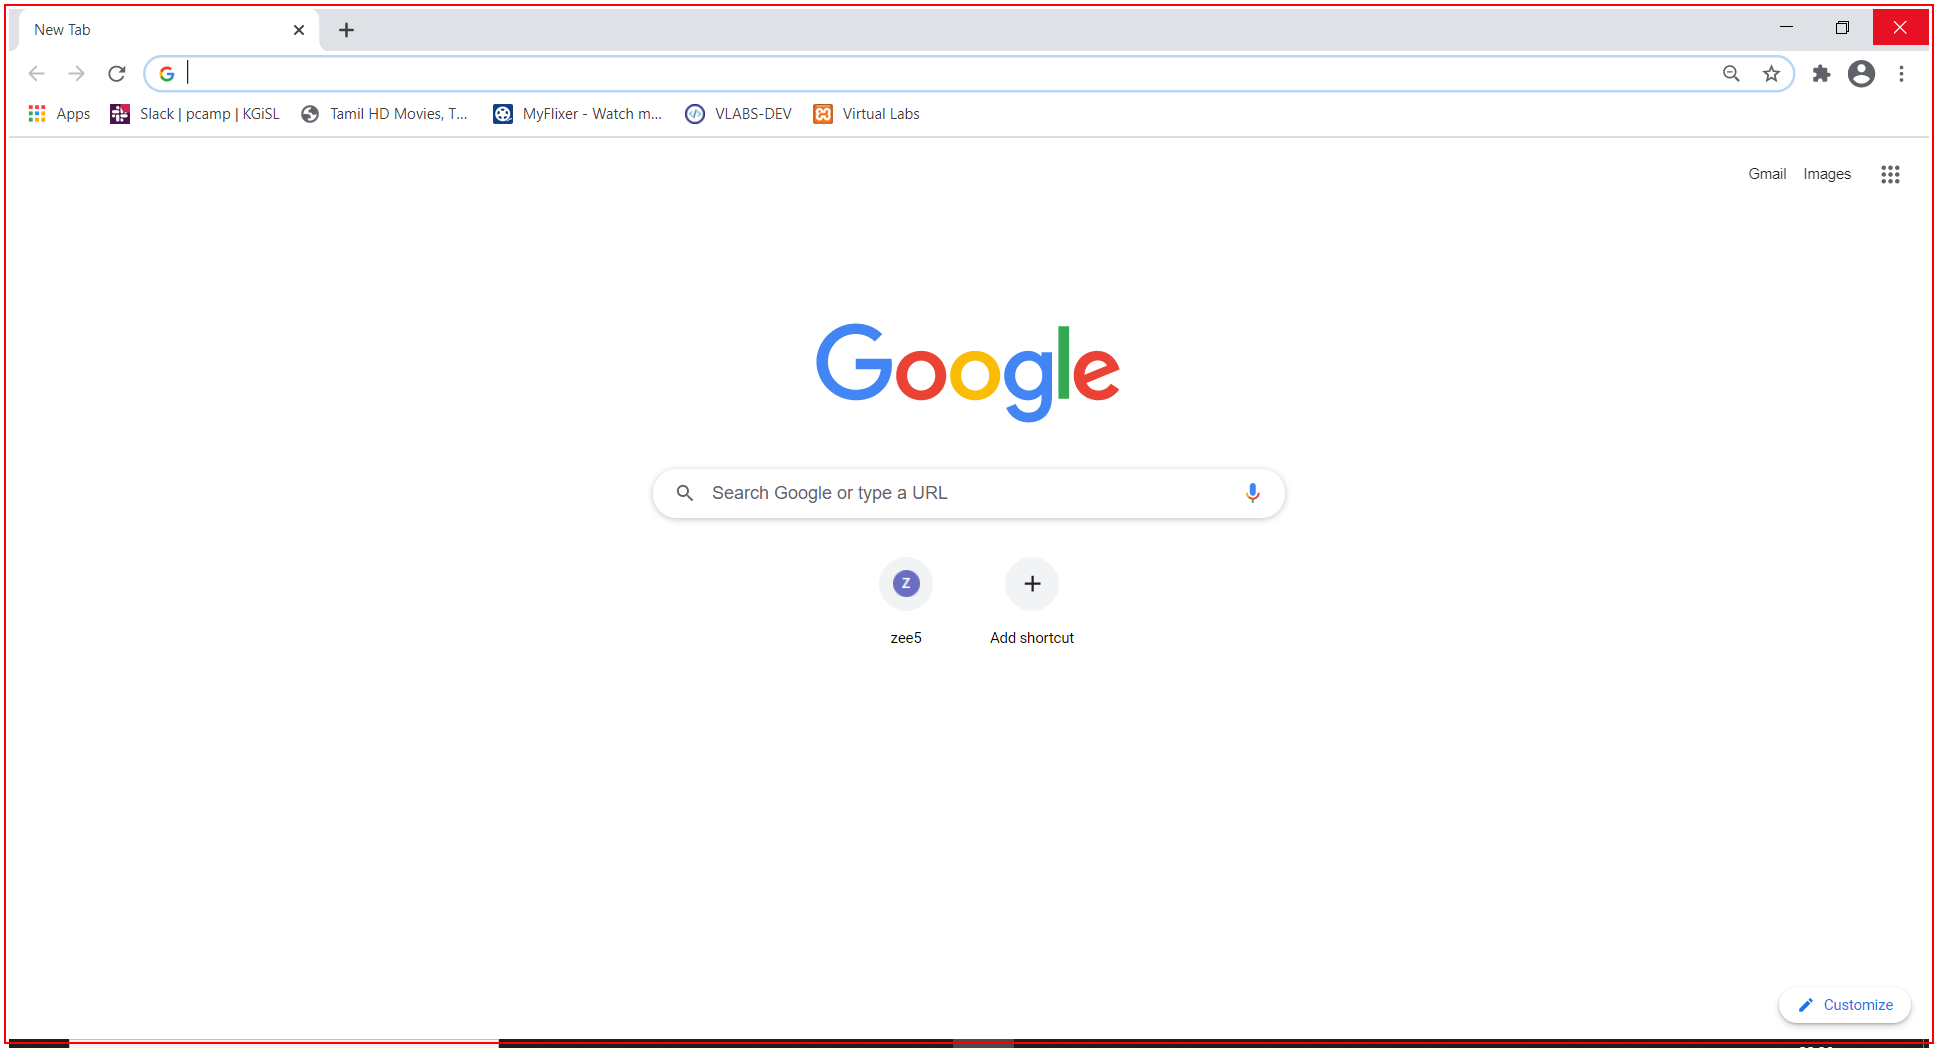 New Tab
Apps Slack | pcamp | KGiSL Tamil HD Movies, T... MyFlixer - Watch m... VLABS-DEV Virtual Labs
Gmail Images
Google
Search Google or type a URL
Z
zee5 Add shortcut
Customize